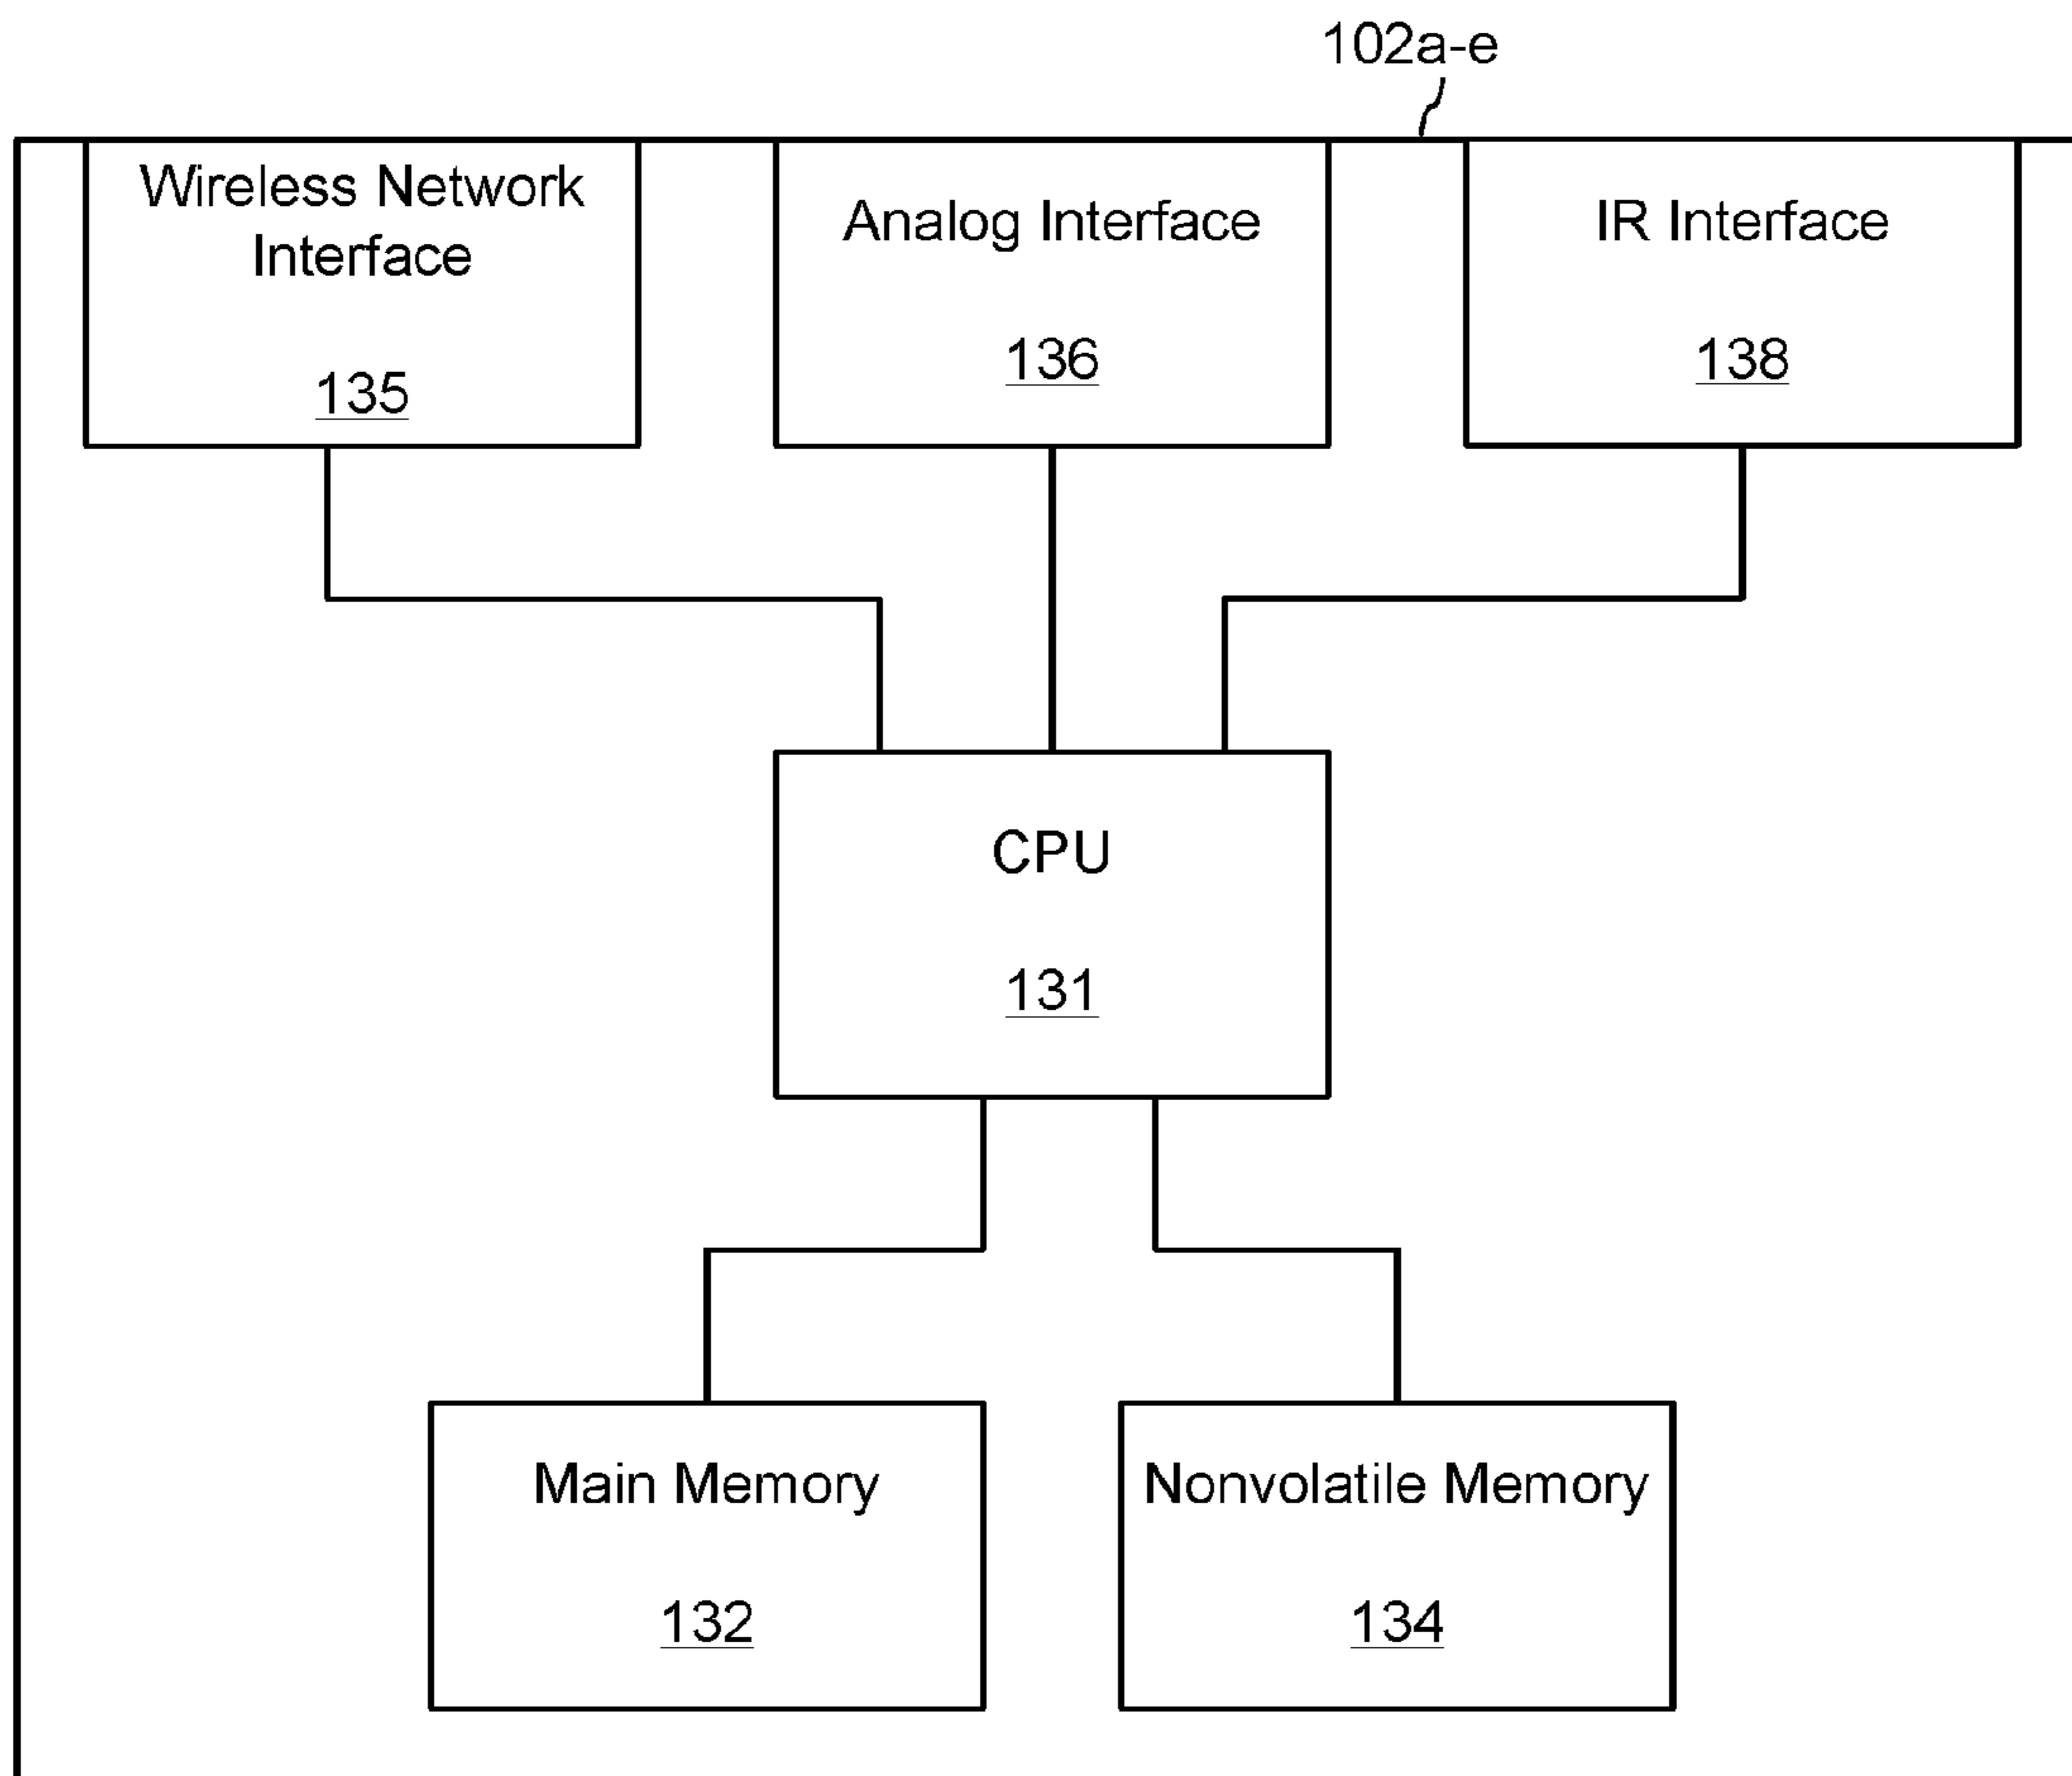 102a-e
Wireless Network
Interface
135
Analog Interface
136
IR Interface
138
CPU
131
Main Memory
132
Nonvolatile Memory
134